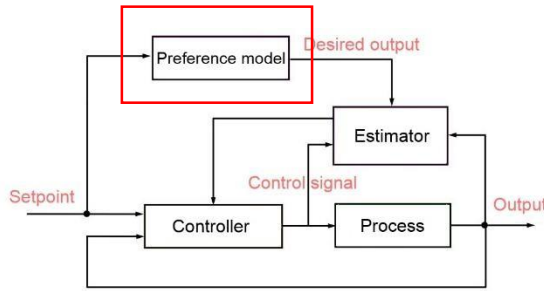 Preference model
Desired output
Estimator
Setpoint
Control signal
Controller
Process
Output